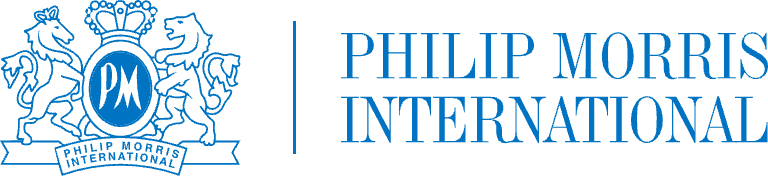 PM
PHILIP MORRIS
INTERNATIONAL
PHILIP MORRIS
INTERNATIONAL